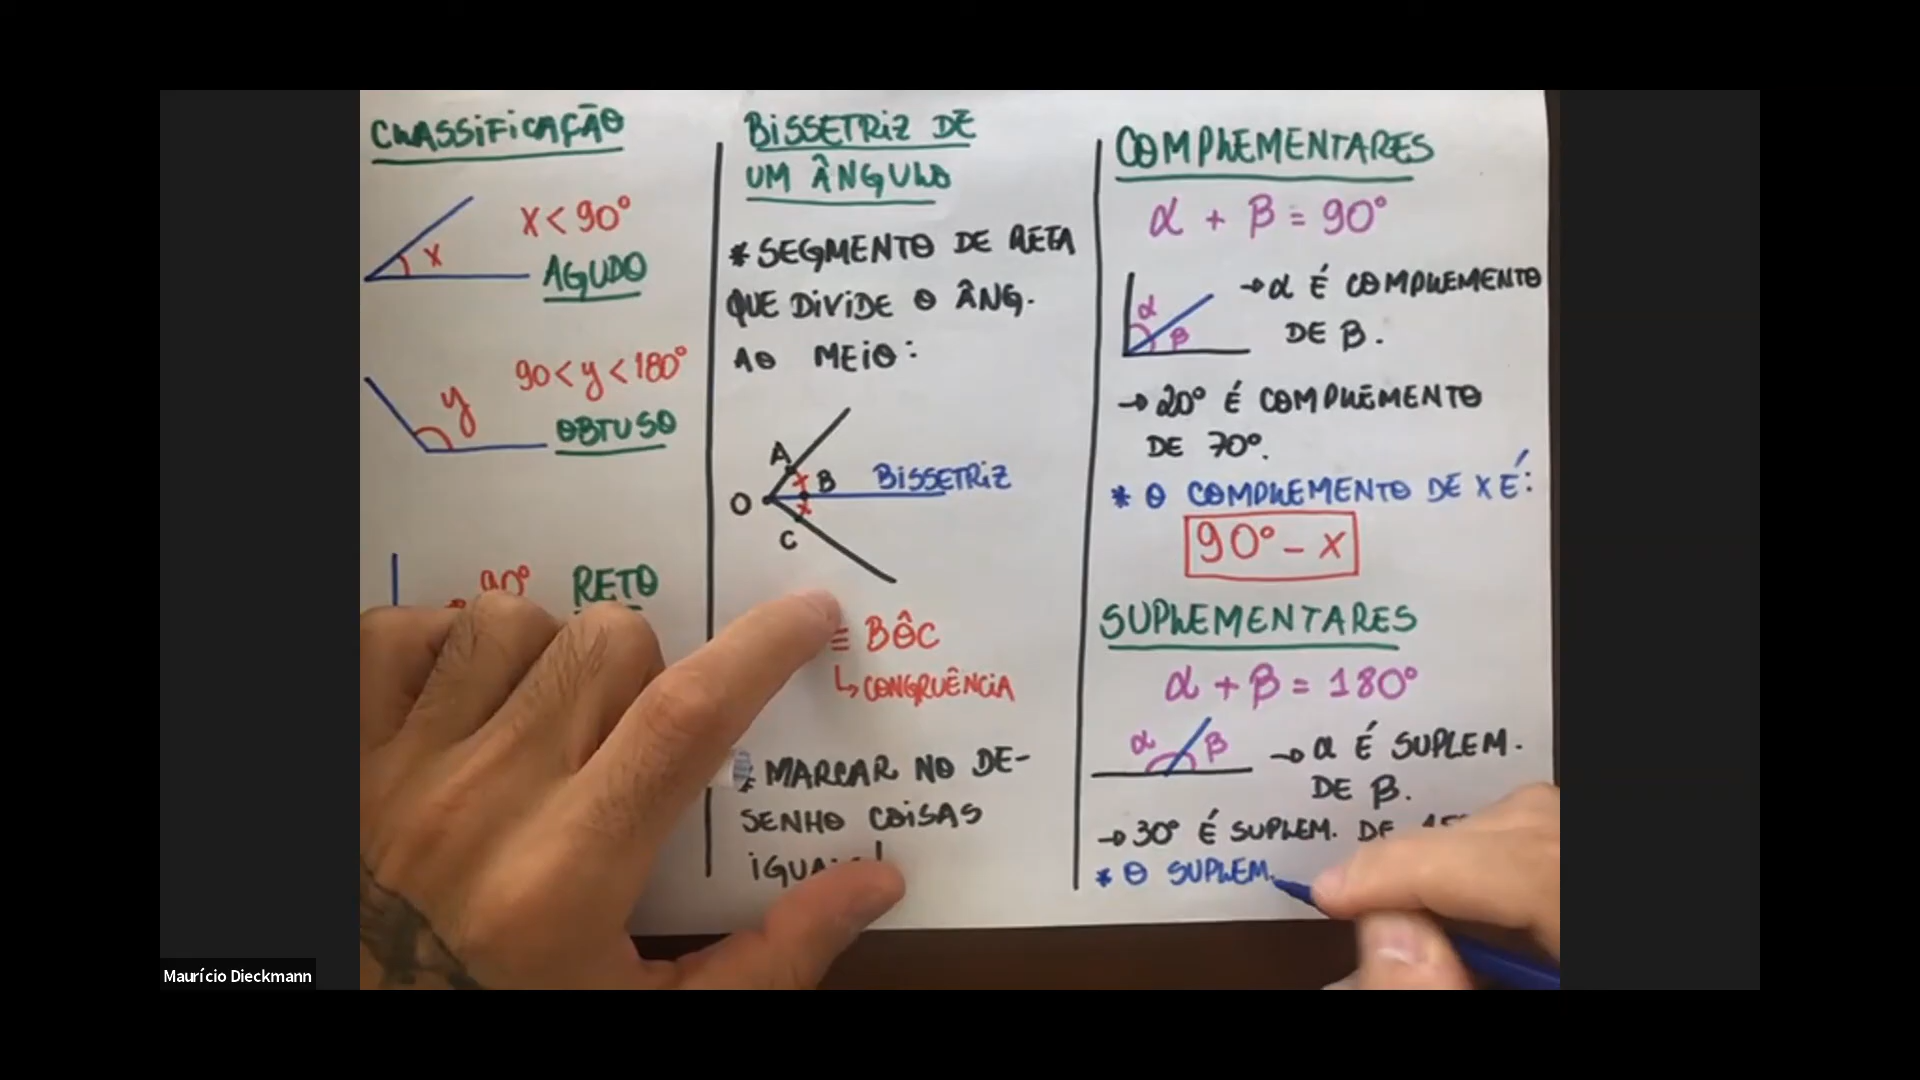 CLASSIFICAÇÃO
x < 90°
x
AGUDO
90 < y < 180°
y
OBTUSO
90°
RETO
BISSETRIZ DE
UM ÂNGULO
* SEGMENTO DE RETA
QUE DIVIDE O ÂNG.
AO MEIO:
A
x
B
BISSETRIZ
O
x
C
≡ BÔC
↳ CONGRUÊNCIA
* MARCAR NO DE-
SENHO COISAS
COMPLEMENTARES
α + β = 90°
α
β
→ α É COMPLEMENTO
DE β.
→ 20° É COMPLEMENTO
DE 70°.
* O COMPLEMENTO DE X É:
90° - x
SUPLEMENTARES
α + β = 180°
α
β
→ α É SUPLEM.
DE β.
→ 30° É SUPLEM. DE
* O SUPLEM.
Maurício Dieckmann